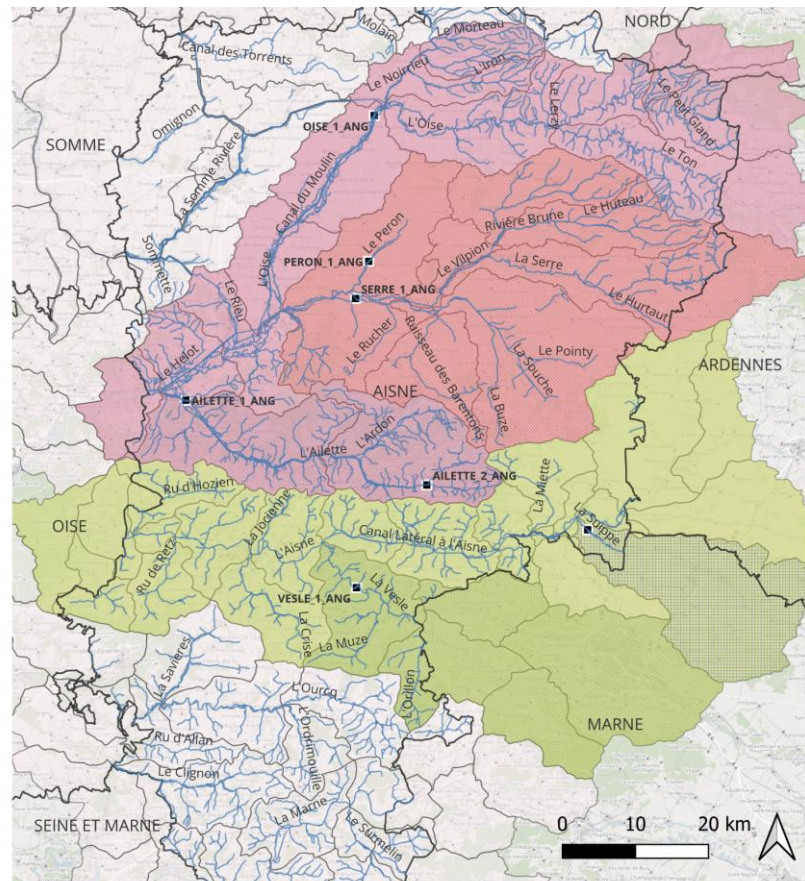 NORD
Le Morteau
Molain
Canal des Torrents
Le Noirrieu
L'Iron
Le Lerzy
Le Petit Gland
SOMME
Omignon
OISE_1_ANG
L'Oise
Le Ton
La Somme Rivière
Canal du Moulin
Le Huteau
Rivière Brune
Le Peron
Sommette
L'Oise
PERON_1_ANG
Le Vilpion
La Serre
Le Rieu
SERRE_1_ANG
Le Hurtaut
Le Rucher
Ruisseau des Barentons
La Souche
Le Pointy
Le Helot
ARDENNES
AISNE
AILETTE_1_ANG
La Buze
L'Ardon
L'Ailette
AILETTE_2_ANG
Ru d'Hozien
La Jocienne
La Miette
OISE
La Suippe
Canal Latéral à l'Aisne
L'Aisne
Ru de Retz
VESLE_1_ANG
La Vesle
La Crise
La Muze
La Savieres
L'Ourcq
L'Orillon
MARNE
L'Ordrimouille
Ru d'Allan
Le Clignon
La Marne
Le Surmelin
SEINE ET MARNE
0 10 20 km